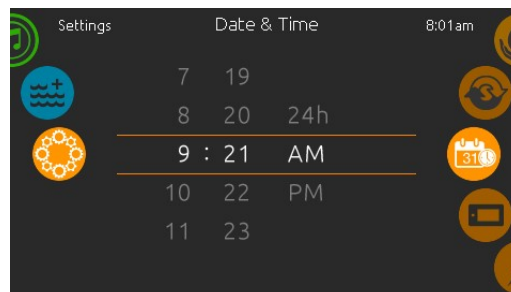 Settings Date & Time 8:01am
7 19
8 20 24h
9 : 21 AM
31
10 22 PM
11 23